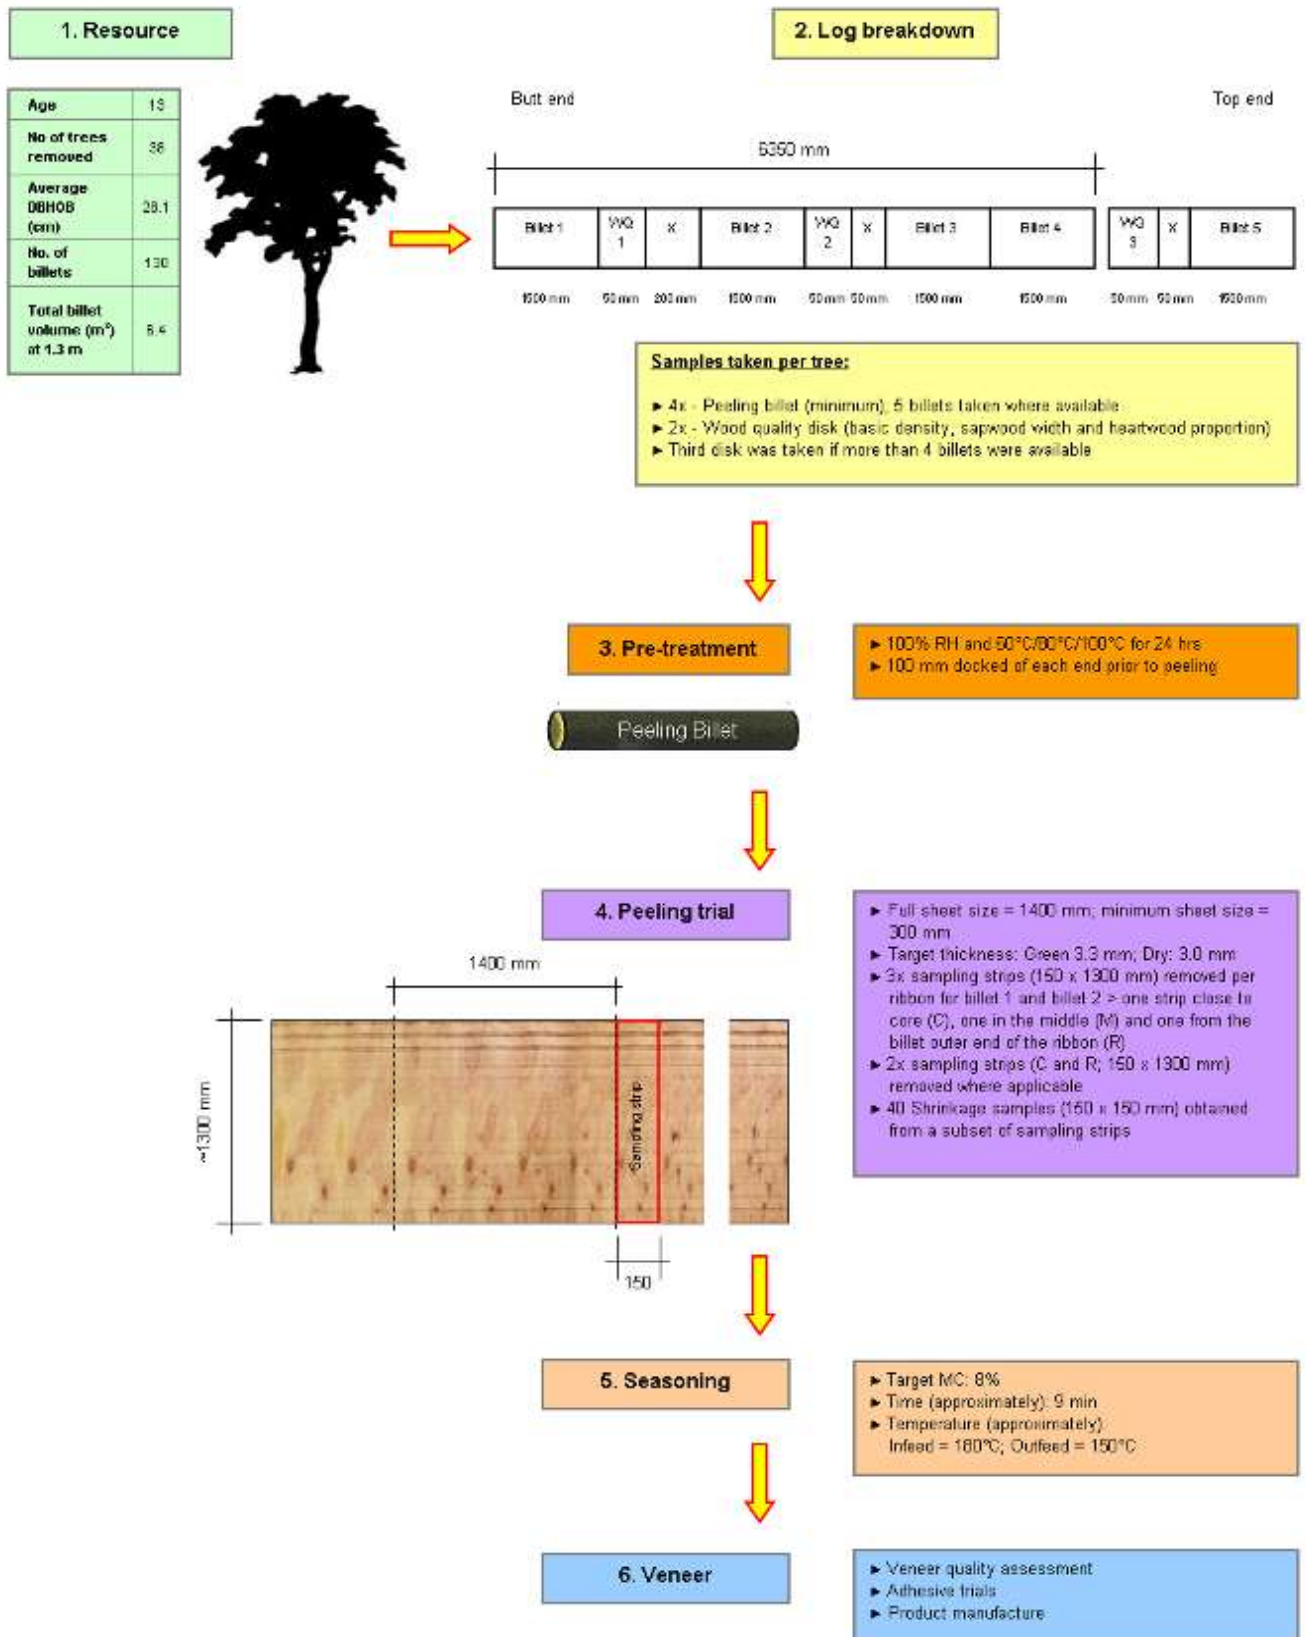 1. Resource
2. Log breakdown
Age 13
No of trees
removed 38
Average
DBHOB
(cm) 28.1
No. of
billets 130
Total billet
volume (m³)
at 1.3 m
Butt end
Top end
6350 mm
Billet 1
WQ
1
X
Billet 2
WQ
2
X
Billet 3
Billet 4
WQ
3
X
Billet 5
1500 mm
50 mm
200 mm
1500 mm
50 mm
50 mm
1500 mm
1500 mm
50 mm
50 mm
1500 mm
Samples taken per tree:
► 4x - Peeling billet (minimum), 5 billets taken where available
► 2x - Wood quality disk (basic density, sapwood width and heartwood proportion)
► Third disk was taken if more than 4 billets were available
3. Pre-treatment
► 100% RH and /80°C/100°C for 24 hrs
► 100 mm docked of each end prior to peeling
Peeling Billet
4. Peeling trial
► Full sheet size = 1400 mm; minimum sheet size =
300 mm
► Target thickness: Green 3.3 mm; Dry: 3.0 mm
► 3x sampling strips (150 x 1300 mm) removed per
ribbon for billet 1 and billet 2 > one strip close to
core (C), one in the middle (M) and one from the
billet outer end of the ribbon (R)
► 2x sampling strips (C and R; 150 x 1300 mm)
removed where applicable
► 40 Shrinkage samples (150 x 150 mm) obtained
from a subset of sampling strips
1400 mm
~1300 mm
Sampling strip
150
5. Seasoning
► Target MC: 8%
► Time (approximately): 9 min
► Temperature (approximately)
Infeed = 180°C; Outfeed = 150°C
6. Veneer
► Veneer quality assessment
► Adhesive trials
► Product manufacture